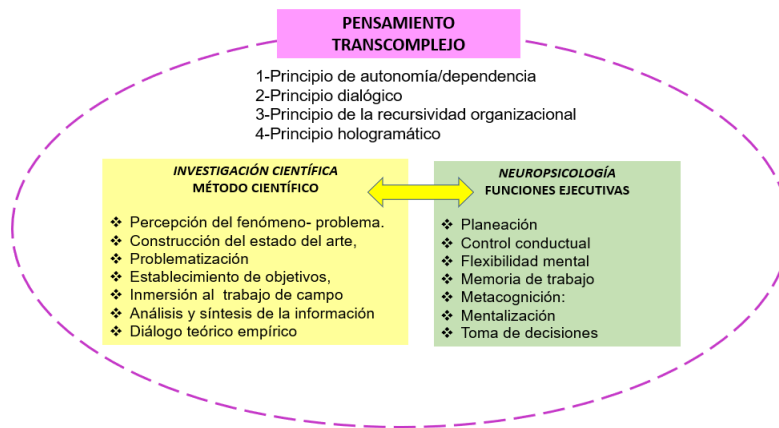 PENSAMIENTO
TRANSCOMPLEJO
1-Principio de autonomía/dependencia
2-Principio dialógico
3-Principio de la recursividad organizacional
4-Principio hologramático
INVESTIGACIÓN CIENTÍFICA
MÉTODO CIENTÍFICO
❖ Percepción del fenómeno- problema.
❖ Construcción del estado del arte,
❖ Problematización
❖ Establecimiento de objetivos,
❖ Inmersión al trabajo de campo
❖ Análisis y síntesis de la información
❖ Diálogo teórico empírico
NEUROPSICOLOGÍA
FUNCIONES EJECUTIVAS
❖ Planeación
❖ Control conductual
❖ Flexibilidad mental
❖ Memoria de trabajo
❖ Metacognición:
❖ Mentalización
❖ Toma de decisiones